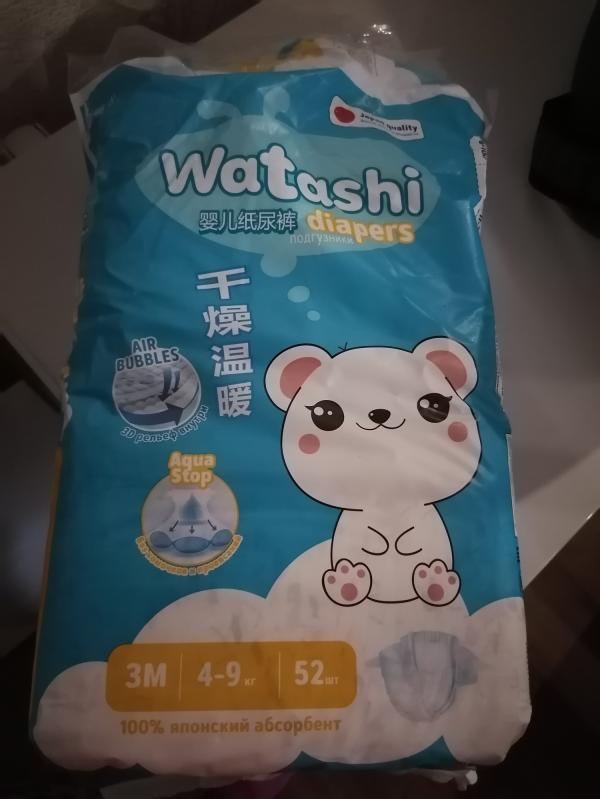 Japan quality
Watashi
婴儿纸尿裤
diapers
подгузники
干燥温暖
AIR
BUBBLES
3D рельеф внутри
Aqua
Stop
3M
4-9 кг
52 шт
100% японский абсорбент